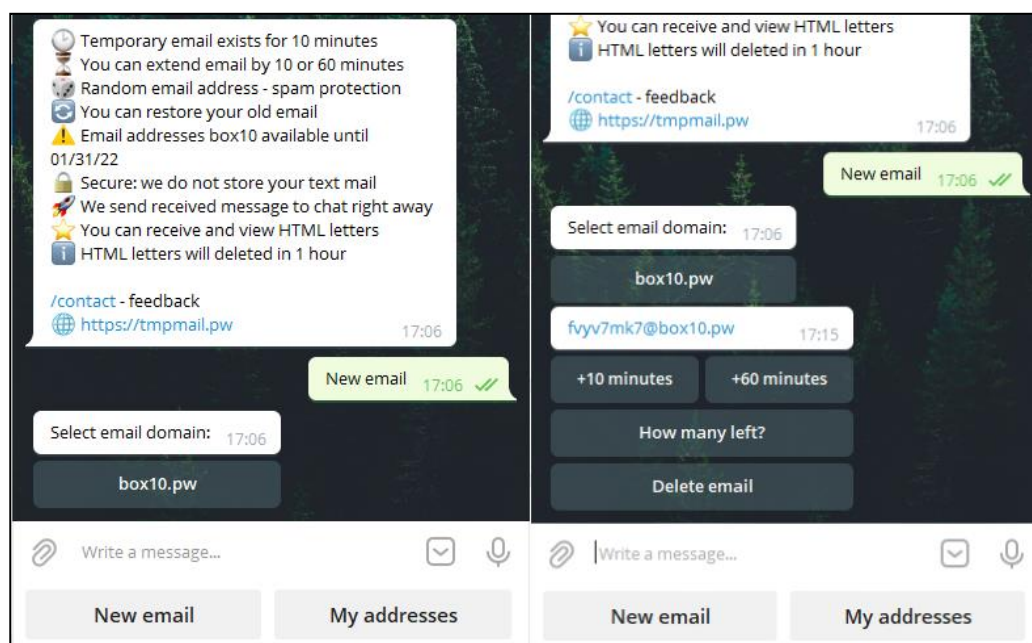 Temporary email exists for 10 minutes
You can extend email by 10 or 60 minutes
Random email address - spam protection
You can restore your old email
Email addresses box10 available until
01/31/22
Secure: we do not store your text mail
We send received message to chat right away
You can receive and view HTML letters
HTML letters will deleted in 1 hour
/contact - feedback
https://tmpmail.pw
17:06
New email 17:06
Select email domain: 17:06
box10.pw
Write a message...
New email My addresses
You can receive and view HTML letters
HTML letters will deleted in 1 hour
/contact - feedback
https://tmpmail.pw
17:06
New email 17:06
Select email domain: 17:06
box10.pw
fvyv7mk7@box10.pw 17:15
+10 minutes +60 minutes
How many left?
Delete email
Write a message...
New email My addresses